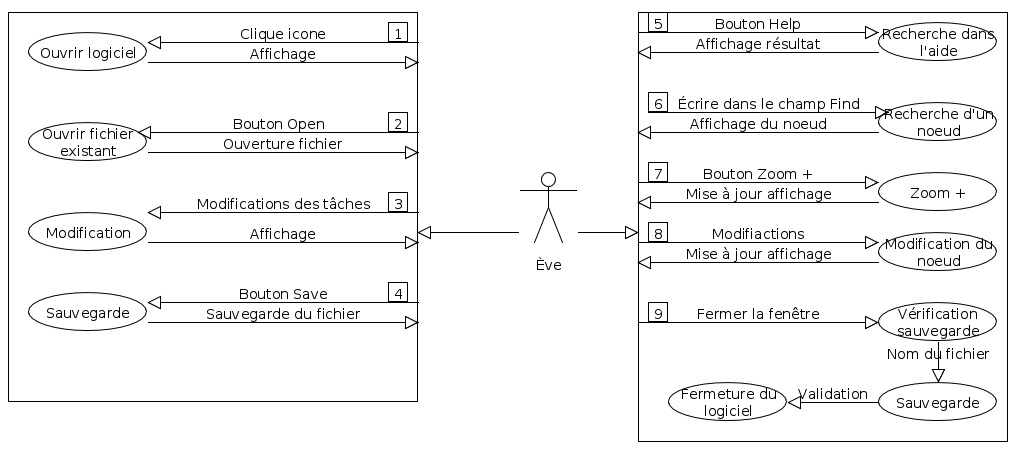 Clique icone
1
Ouvrir logiciel
Affichage
Bouton Open
2
Ouvrir fichier
existant
Ouverture fichier
Modifications des tâches
3
Modification
Affichage
Bouton Save
4
Sauvegarde
Sauvegarde du fichier
Ève
5
Bouton Help
Recherche dans
l'aide
Affichage résultat
6
Écrire dans le champ Find
Recherche d'un
noeud
Affichage du noeud
7
Bouton Zoom +
Zoom +
Mise à jour affichage
8
Modifiactions
Modification du
noeud
Mise à jour affichage
9
Fermer la fenêtre
Vérification
sauvegarde
Nom du fichier
Sauvegarde
Validation
Fermeture du
logiciel